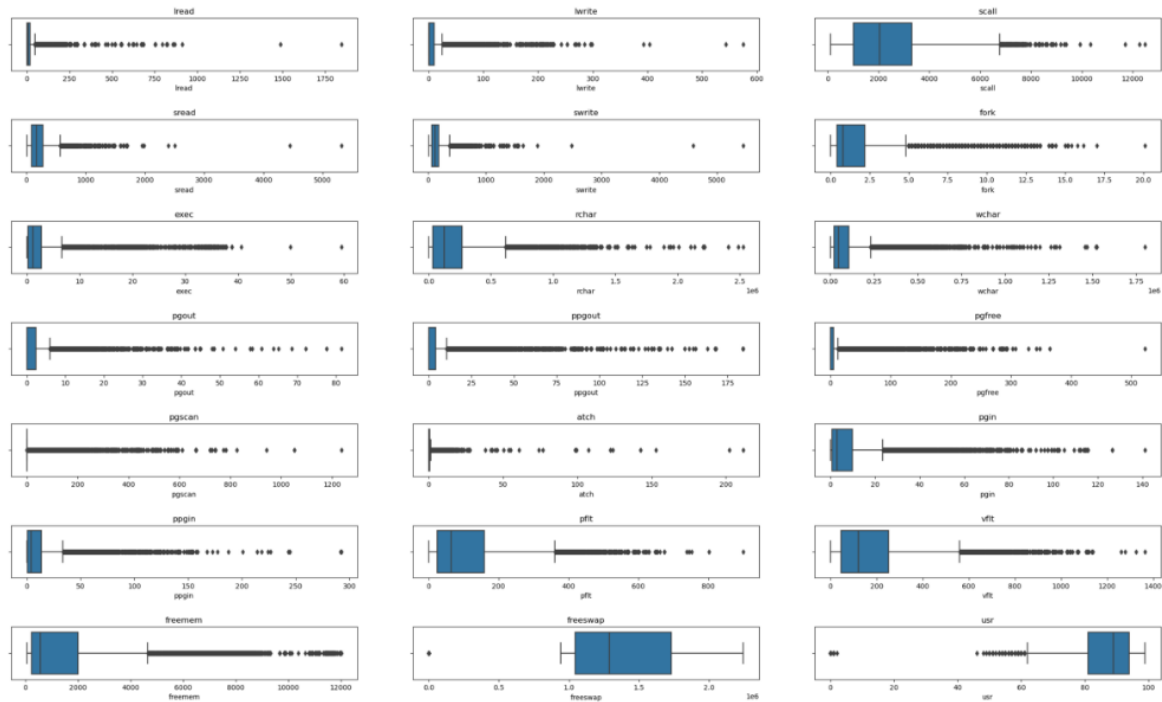 lread lwrite scall
0 250 500 750 1000 1250 1500 1750 0 100 200 300 400 500 600 0 2000 4000 6000 8000 10000 12000
lread lwrite scall
sread swrite fork
0 1000 2000 3000 4000 5000 0 1000 2000 3000 4000 5000 0.0 2.5 5.0 7.5 10.0 12.5 15.0 17.5 20.0
sread swrite fork
exec rchar wchar
0 10 20 30 40 50 60 0.0 0.5 1.0 1.5 2.0 2.5 0.00 0.25 0.50 0.75 1.00 1.25 1.50 1.75
1e6 1e6
exec rchar wchar
pgout ppgout pgfree
0 10 20 30 40 50 60 70 80 0 25 50 75 100 125 150 175 0 100 200 300 400 500
pgout ppgout pgfree
pgscan atch pgin
0 200 400 600 800 1000 1200 0 50 100 150 200 0 20 40 60 80 100 120 140
pgscan atch pgin
ppgin pflt vflt
0 50 100 150 200 250 300 0 200 400 600 800 0 200 400 600 800 1000 1200 1400
ppgin pflt vflt
freemem freeswap usr
0 2000 4000 6000 8000 10000 12000 0.0 0.5 1.0 1.5 2.0 0 20 40 60 80 100
1e6
freemem freeswap usr